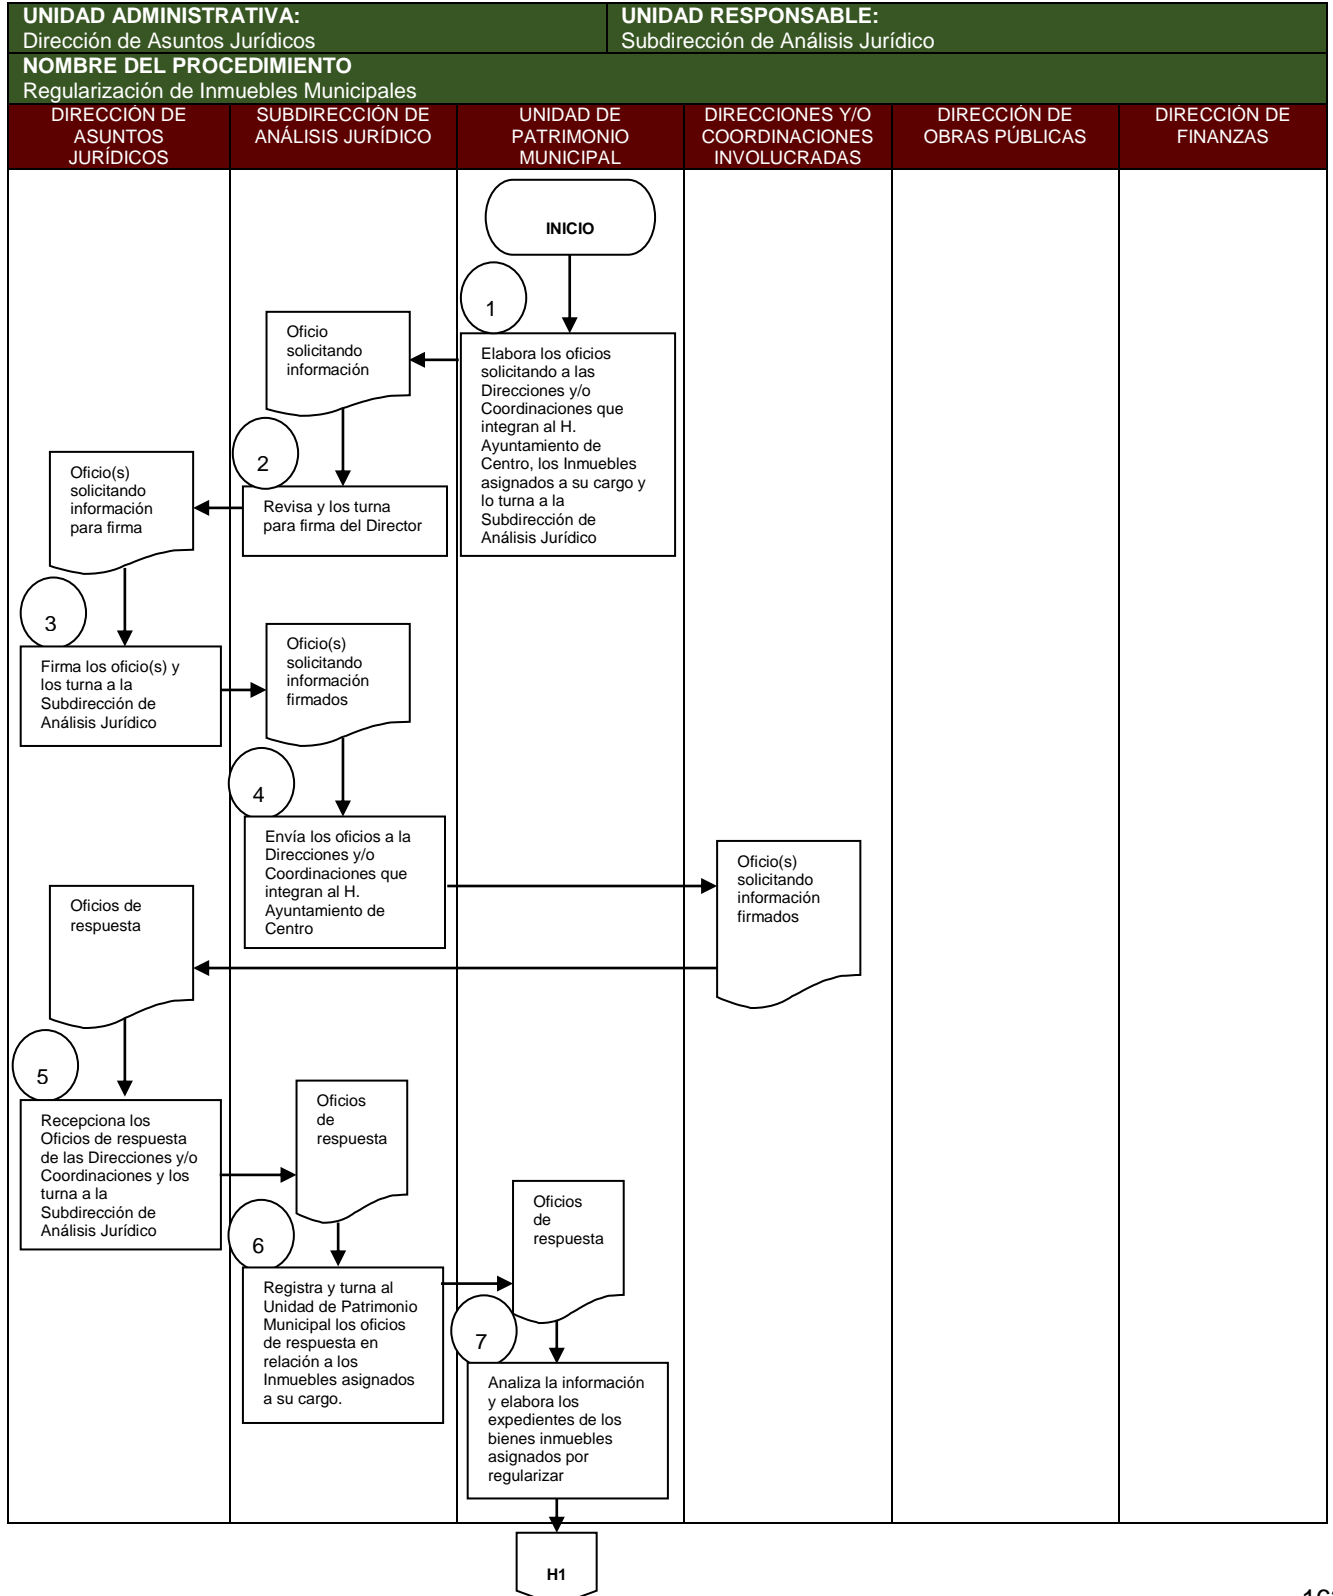 UNIDAD ADMINISTRATIVA:
Dirección de Asuntos Jurídicos
UNIDAD RESPONSABLE:
Subdirección de Análisis Jurídico
NOMBRE DEL PROCEDIMIENTO
Regularización de Inmuebles Municipales
DIRECCIÓN DE
ASUNTOS
JURÍDICOS
SUBDIRECCIÓN DE
ANÁLISIS JURÍDICO
UNIDAD DE
PATRIMONIO
MUNICIPAL
DIRECCIONES Y/O
COORDINACIONES
INVOLUCRADAS
DIRECCIÓN DE
OBRAS PÚBLICAS
DIRECCIÓN DE
FINANZAS
INICIO
1
Elabora los oficios
solicitando a las
Direcciones y/o
Coordinaciones que
integran al H.
Ayuntamiento de
Centro, los Inmuebles
asignados a su cargo y
lo turna a la
Subdirección de
Análisis Jurídico
Oficio
solicitando
información
2
Revisa y los turna
para firma del Director
Oficio(s)
solicitando
información
para firma
3
Firma los oficio(s) y
los turna a la
Subdirección de
Análisis Jurídico
Oficio(s)
solicitando
información
firmados
4
Envía los oficios a la
Direcciones y/o
Coordinaciones que
integran al H.
Ayuntamiento de
Centro
Oficio(s)
solicitando
información
firmados
Oficios de
respuesta
5
Recepciona los
Oficios de respuesta
de las Direcciones y/o
Coordinaciones y los
turna a la
Subdirección de
Análisis Jurídico
Oficios
de
respuesta
6
Registra y turna al
Unidad de Patrimonio
Municipal los oficios
de respuesta en
relación a los
Inmuebles asignados
a su cargo.
Oficios
de
respuesta
7
Analiza la información
y elabora los
expedientes de los
bienes inmuebles
asignados por
regularizar
H1